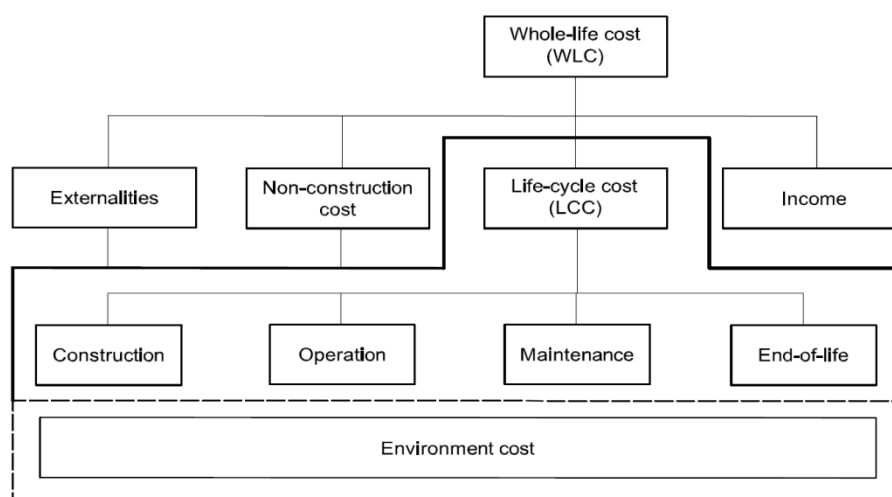 Whole-life cost
(WLC)
Externalities
Non-construction
cost
Life-cycle cost
(LCC)
Income
Construction
Operation
Maintenance
End-of-life
Environment cost